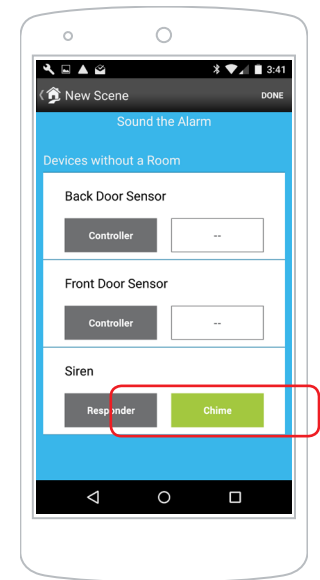 3:41
New Scene DONE
Sound the Alarm
Devices without a Room
Back Door Sensor
Controller --
Front Door Sensor
Controller --
Siren
Responder Chime